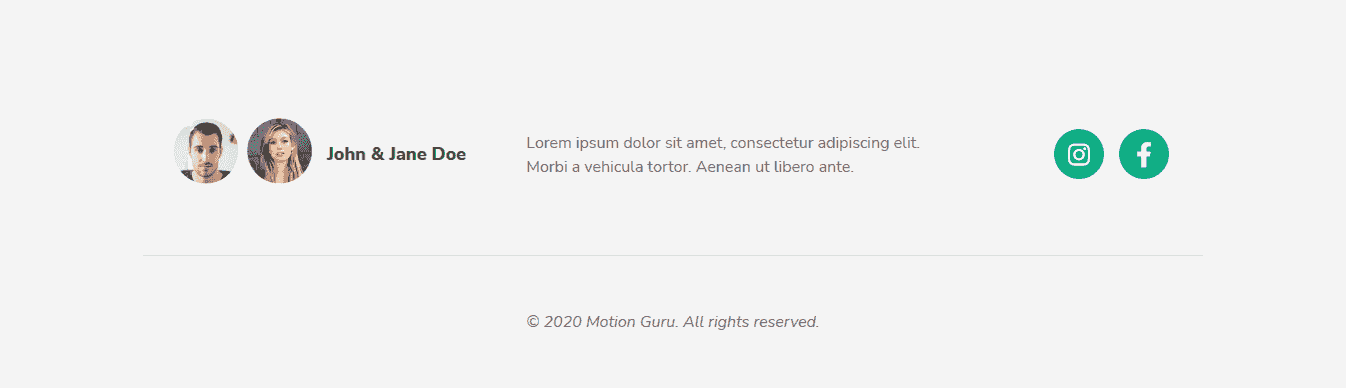 John & Jane Doe
Lorem ipsum dolor sit amet, consectetur adipiscing elit.
Morbi a vehicula tortor. Aenean ut libero ante.
© 2020 Motion Guru. All rights reserved.